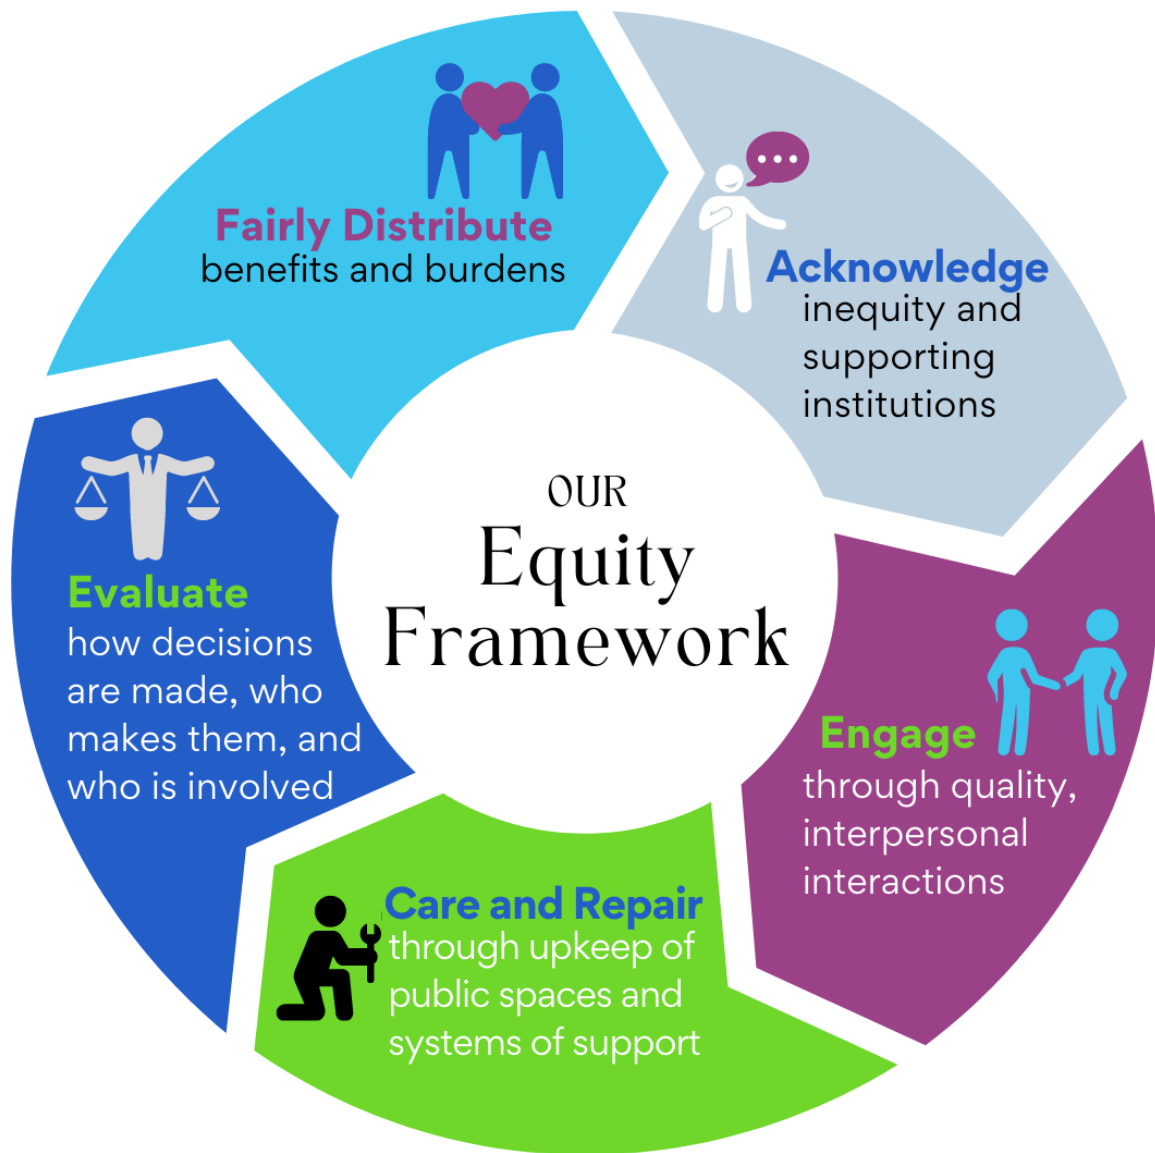 OUR
Equity
Framework
Fairly Distribute
benefits and burdens
Acknowledge
inequity and
supporting
institutions
Engage
through quality,
interpersonal
interactions
Care and Repair
through upkeep of
public spaces and
systems of support
Evaluate
how decisions
are made, who
makes them, and
who is involved